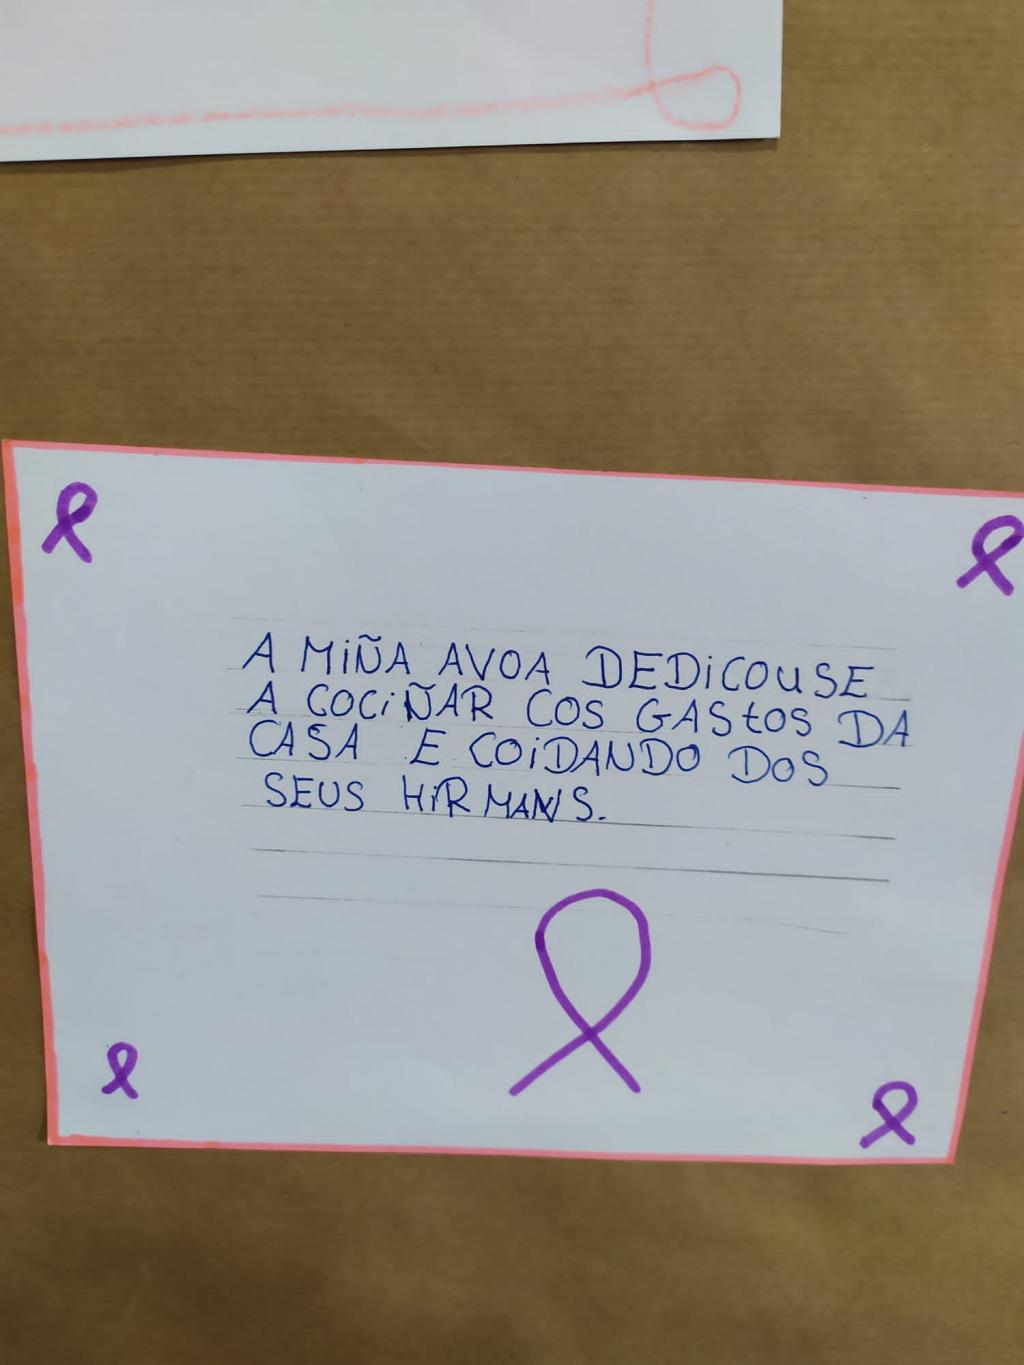 A MIÑA AVOA DEDICOUSE
A COCIÑAR COS GASTOS DA
CASA E COIDANDO DOS
SEUS HIRMANS.